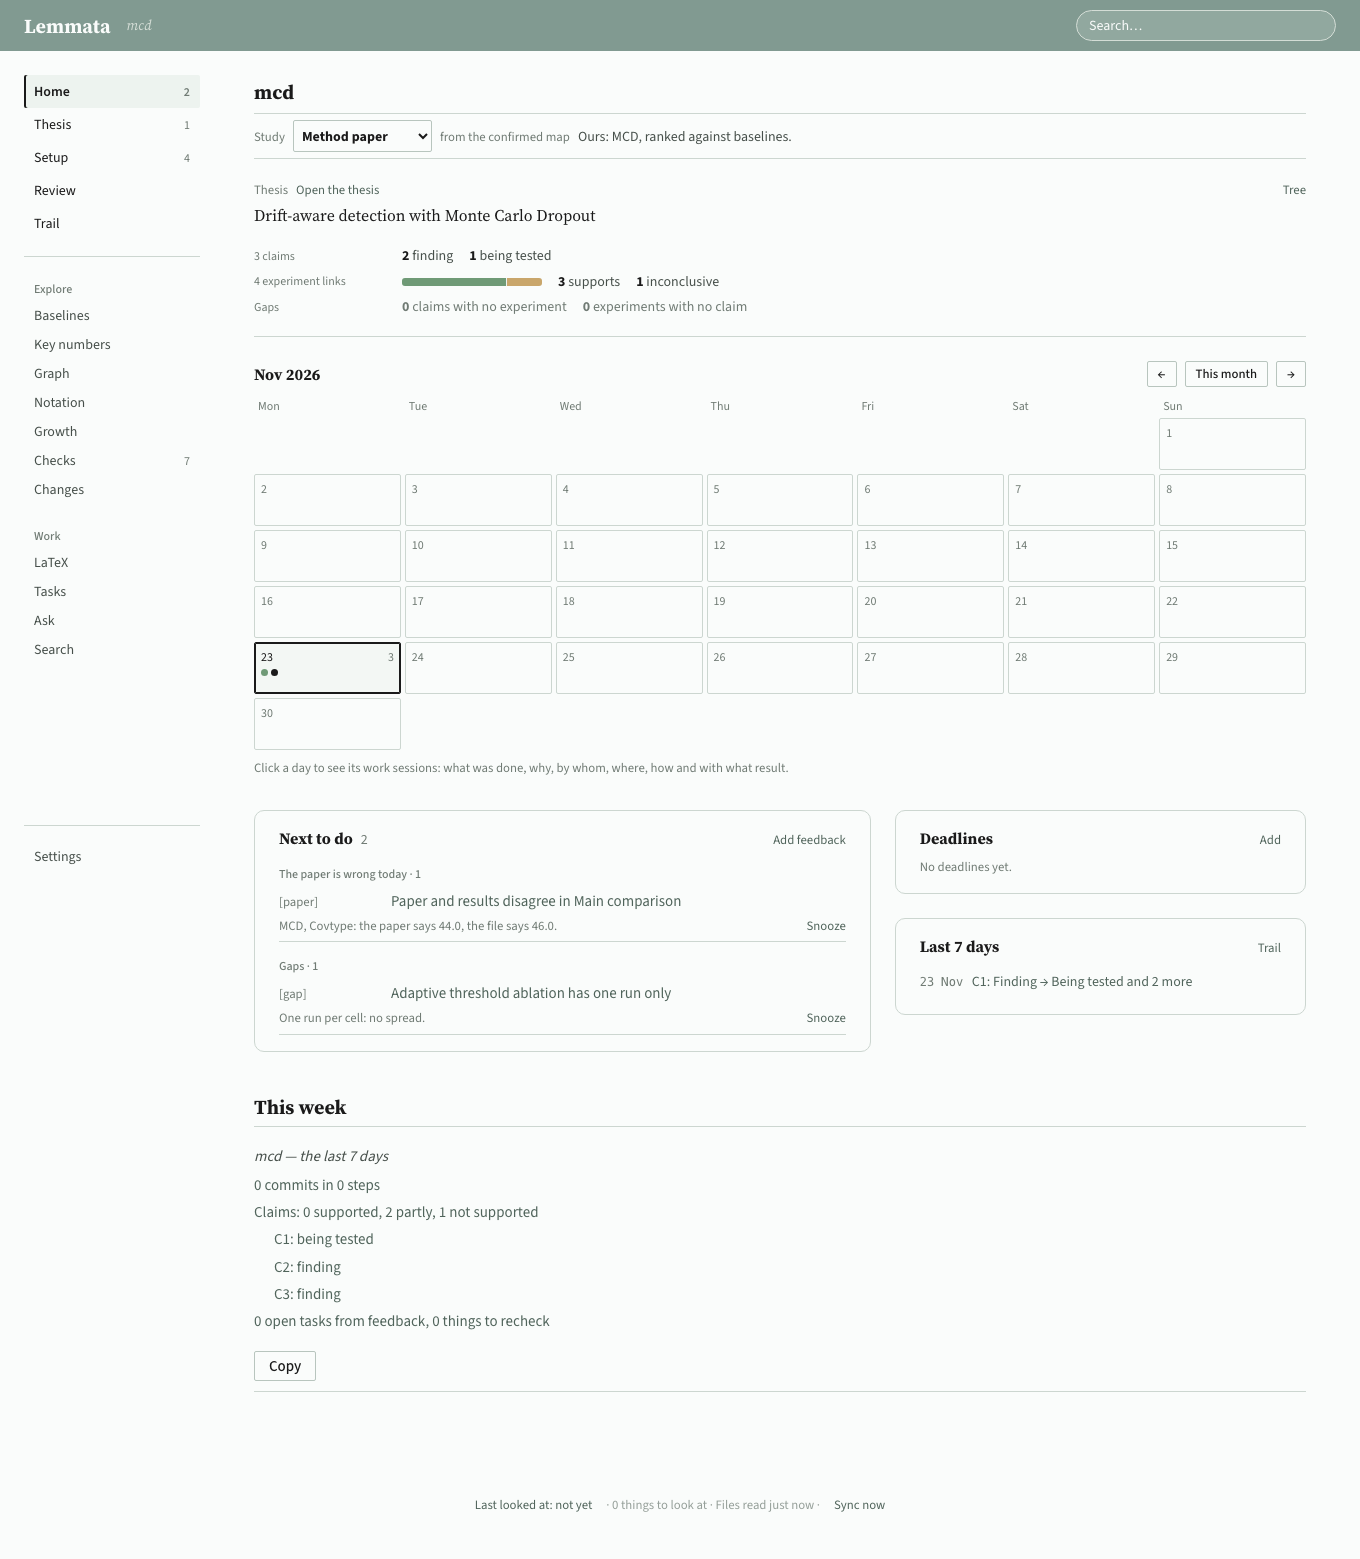 Lemmata mcd Search…
Home 2
Thesis 1
Setup 4
Review
Trail
Explore
Baselines
Key numbers
Graph
Notation
Growth
Checks 7
Changes
Work
LaTeX
Tasks
Ask
Search
Settings
mcd
Study Method paper from the confirmed map Ours: MCD, ranked against baselines.
Thesis Open the thesis Tree
Drift-aware detection with Monte Carlo Dropout
3 claims 2 finding 1 being tested
4 experiment links 3 supports 1 inconclusive
Gaps 0 claims with no experiment 0 experiments with no claim
Nov 2026 ← This month →
Mon Tue Wed Thu Fri Sat Sun
1
2 3 4 5 6 7 8
9 10 11 12 13 14 15
16 17 18 19 20 21 22
23 3 24 25 26 27 28 29
30
Click a day to see its work sessions: what was done, why, by whom, where, how and with what result.
Next to do 2 Add feedback
The paper is wrong today · 1
[paper] Paper and results disagree in Main comparison
MCD, Covtype: the paper says 44.0, the file says 46.0. Snooze
Gaps · 1
[gap] Adaptive threshold ablation has one run only
One run per cell: no spread. Snooze
Deadlines Add
No deadlines yet.
Last 7 days Trail
23 Nov C1: Finding → Being tested and 2 more
This week
mcd — the last 7 days
0 commits in 0 steps
Claims: 0 supported, 2 partly, 1 not supported
C1: being tested
C2: finding
C3: finding
0 open tasks from feedback, 0 things to recheck
Copy
Last looked at: not yet · 0 things to look at · Files read just now · Sync now